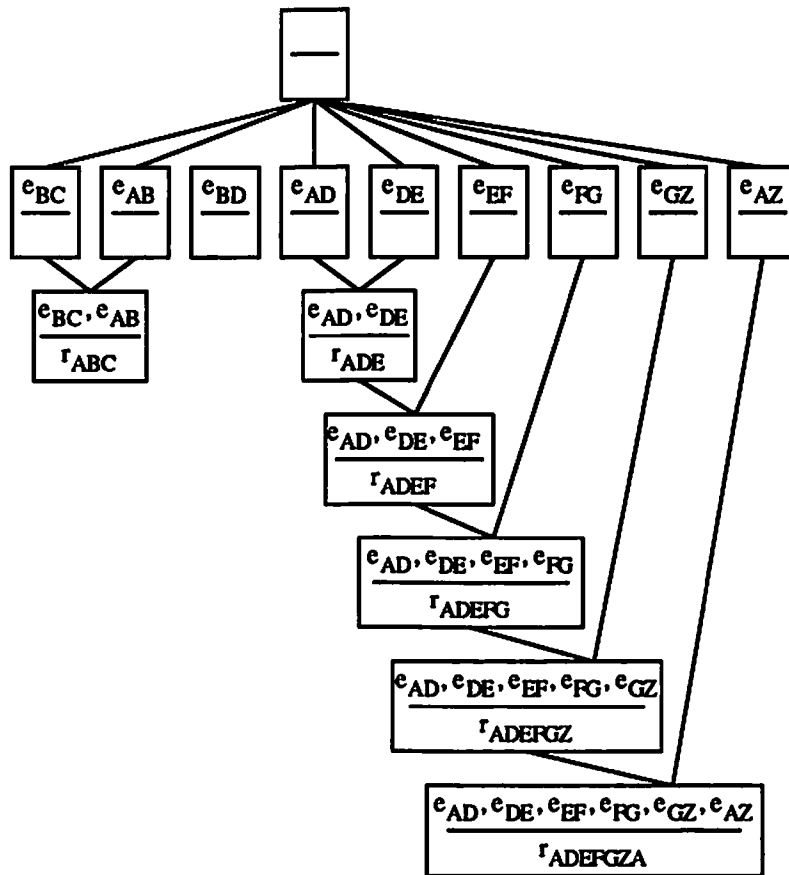 e_BC e_AB e_BD e_AD e_DE e_EF e_FG e_GZ e_AZ
e_BC, e_AB
r_ABC
e_AD, e_DE
r_ADE
e_AD, e_DE, e_EF
r_ADEF
e_AD, e_DE, e_EF, e_FG
r_ADEFG
e_AD, e_DE, e_EF, e_FG, e_GZ
r_ADEFGZ
e_AD, e_DE, e_EF, e_FG, e_GZ, e_AZ
r_ADEFGZA